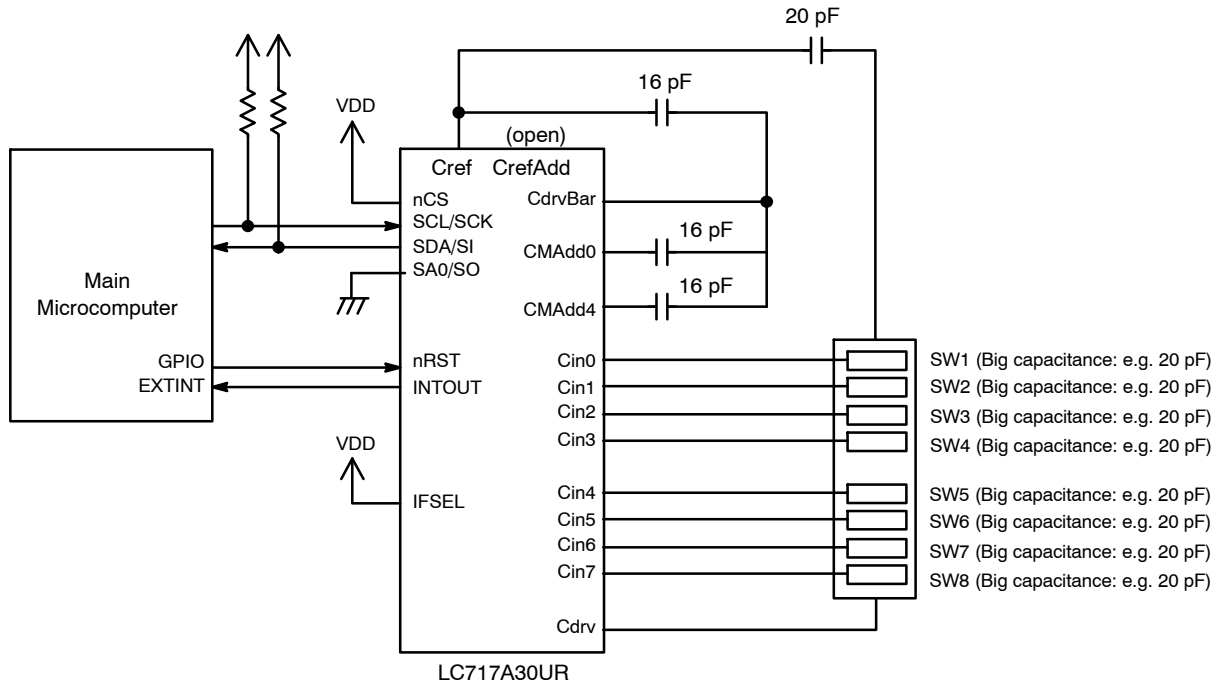 20 pF
16 pF
VDD
(open)
Cref CrefAdd
nCS
CdrvBar
SCL/SCK
16 pF
SDA/SI
CMAdd0
SA0/SO
Main
Microcomputer
16 pF
CMAdd4
GPIO
nRST
Cin0
SW1 (Big capacitance: e.g. 20 pF)
EXTINT
INTOUT
Cin1
SW2 (Big capacitance: e.g. 20 pF)
Cin2
SW3 (Big capacitance: e.g. 20 pF)
VDD
Cin3
SW4 (Big capacitance: e.g. 20 pF)
IFSEL
Cin4
SW5 (Big capacitance: e.g. 20 pF)
Cin5
SW6 (Big capacitance: e.g. 20 pF)
Cin6
SW7 (Big capacitance: e.g. 20 pF)
Cin7
SW8 (Big capacitance: e.g. 20 pF)
Cdrv
LC717A30UR